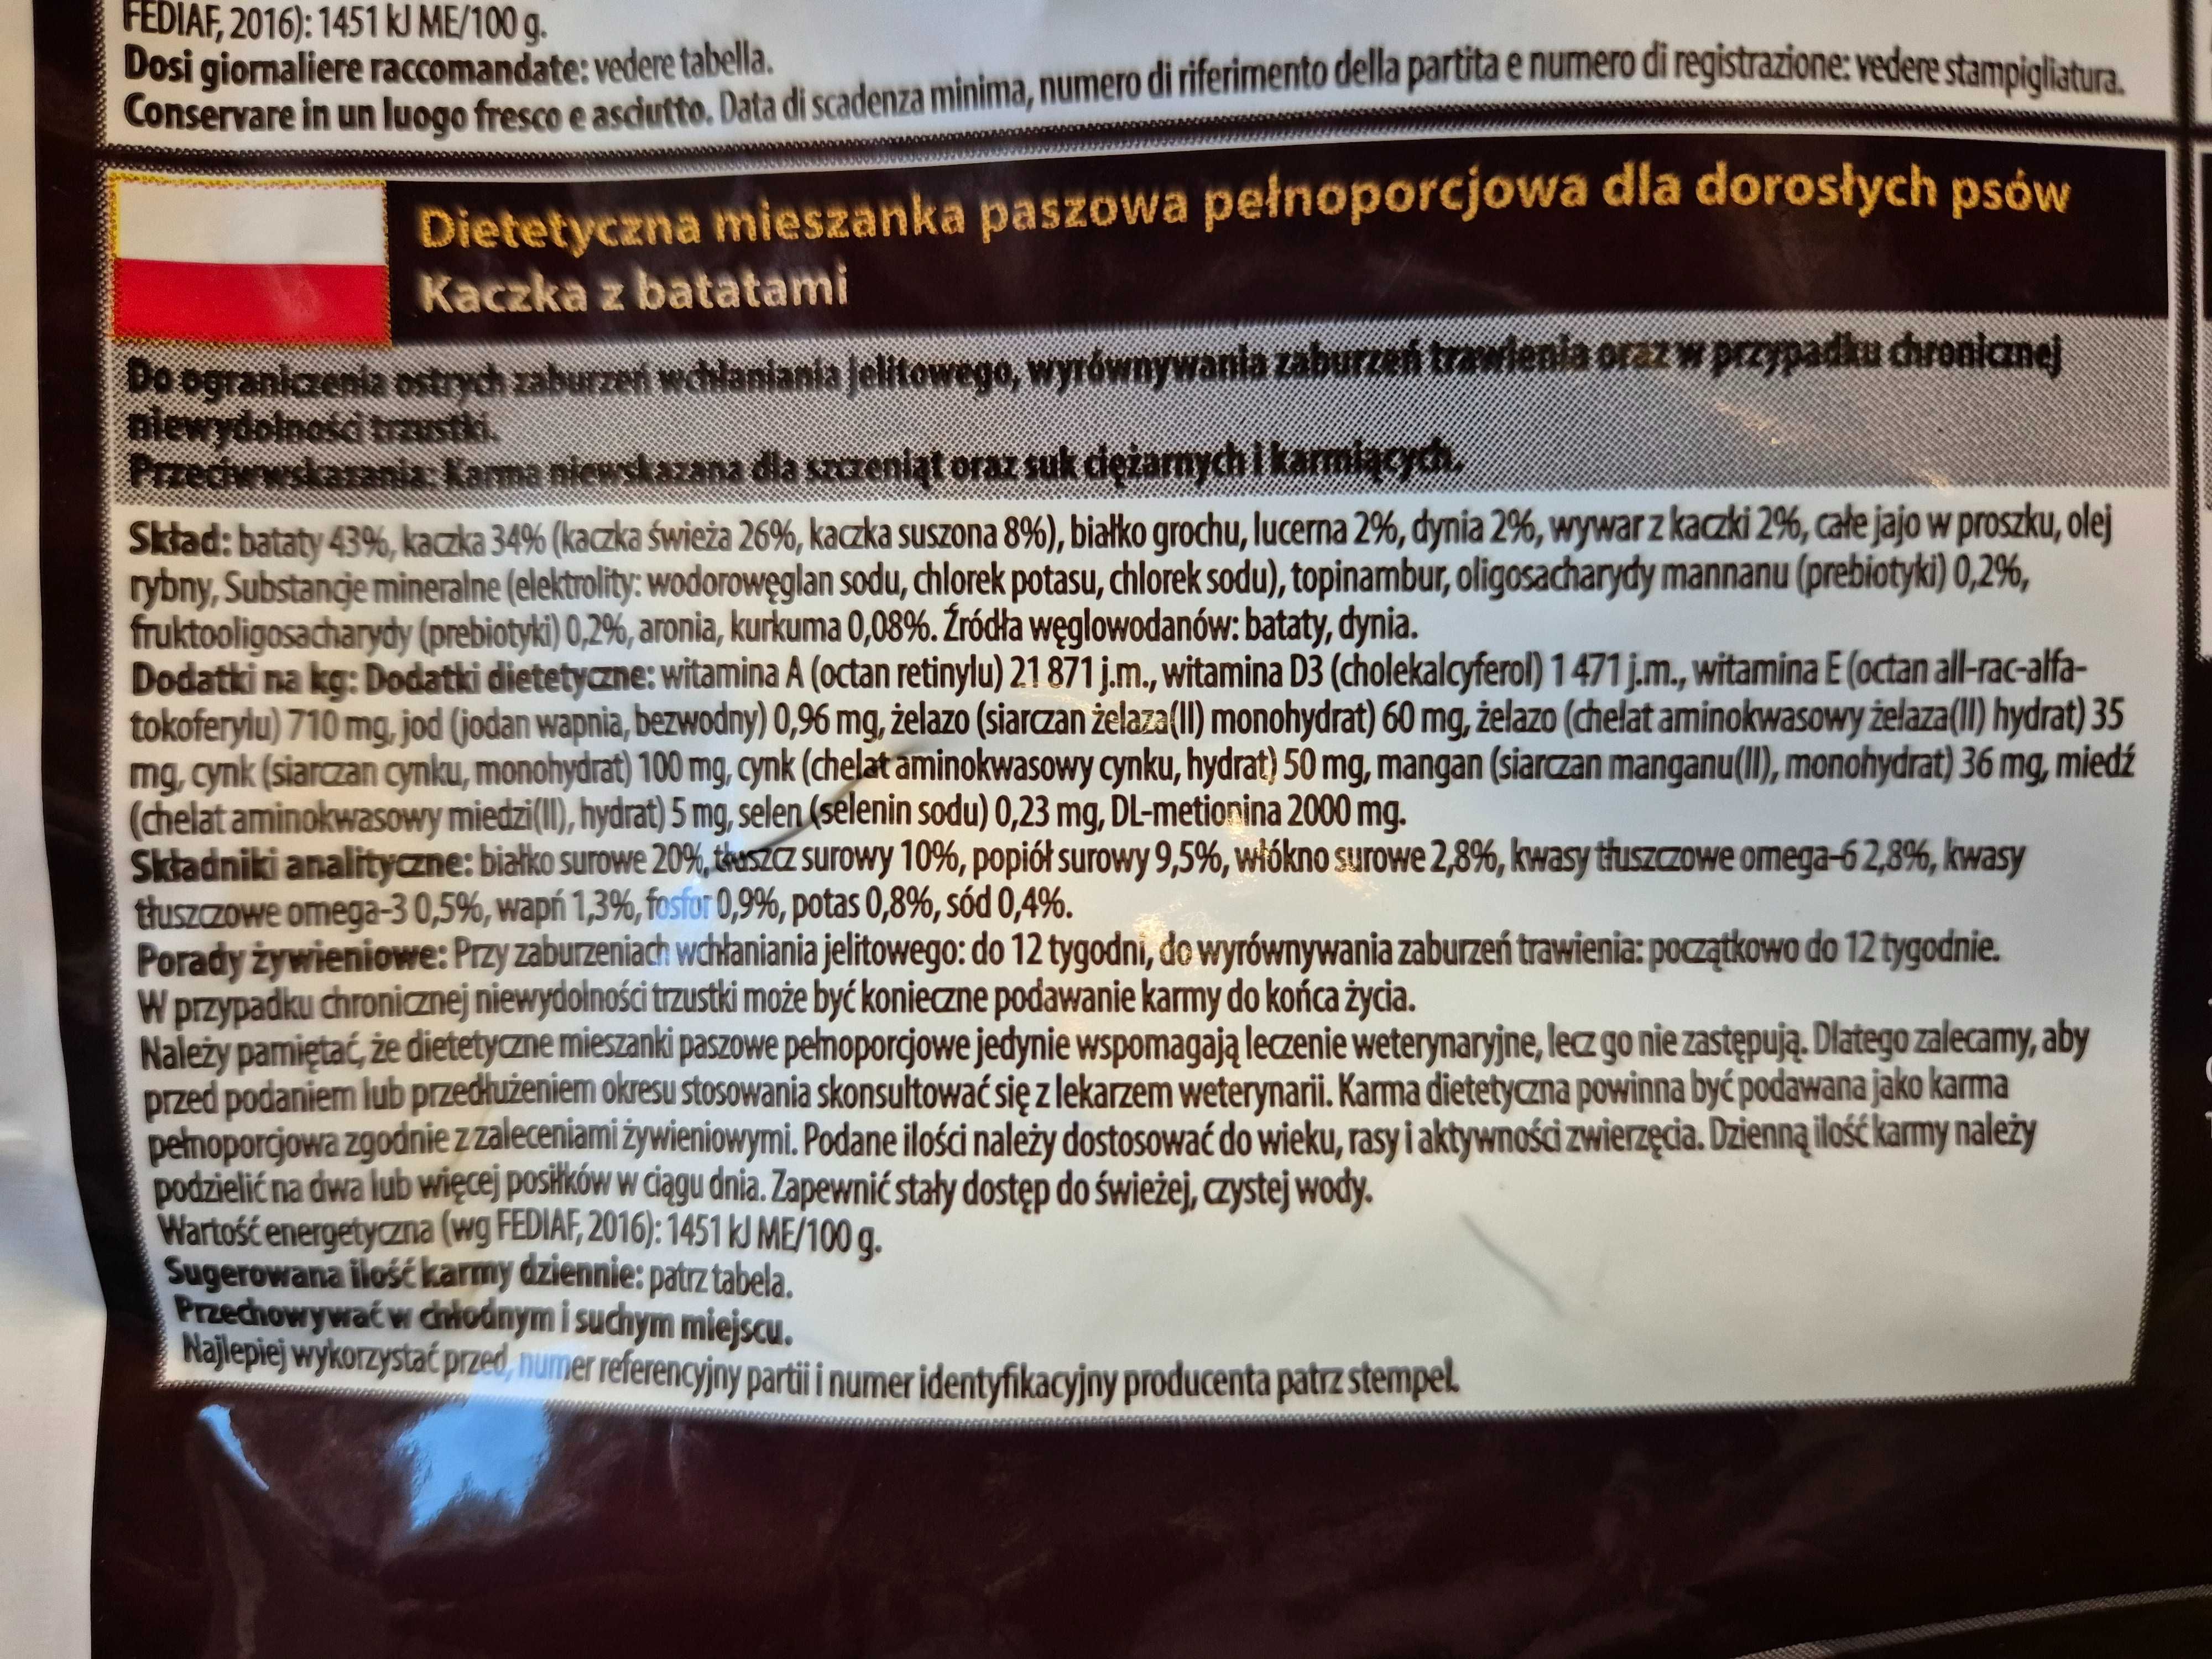 FEDIAF, 2016): 1451 kJ ME/100 g.
Dosi giornaliere raccomandate: vedere tabella.
Conservare in un luogo fresco e asciutto. Data di scadenza minima, numero di riferimento della partita e numero di registrazione: vedere stampigliatura.
Dietetyczna mieszanka paszowa pełnoporcjowa dla dorosłych psów
Kaczka z batatami
Do ograniczenia ostrych zaburzeń wchłaniania jelitowego, wyrównywania zaburzeń trawienia oraz w przypadku chronicznej
niewydolności trzustki.
Przeciwwskazania: Karma niewskazana dla szczeniąt oraz suk ciężarnych i karmiących.
Skład: bataty 43%, kaczka 34% (kaczka świeża 26%, kaczka suszona 8%), białko grochu, lucerna 2%, dynia 2%, wywar z kaczki 2%, całe jajo w proszku, olej
rybny, Substancje mineralne (elektrolity: wodorowęglan sodu, chlorek potasu, chlorek sodu), topinambur, oligosacharydy mannanu (prebiotyki) 0,2%,
fruktooligosacharydy (prebiotyki) 0,2%, aronia, kurkuma 0,08%. Źródła węglowodanów: bataty, dynia.
Dodatki na kg: Dodatki dietetyczne: witamina A (octan retinylu) 21 871 j.m., witamina D3 (cholekalcyferol) 1 471 j.m., witamina E (octan all-rac-alfa-
tokoferylu) 710 mg, jod (jodan wapnia, bezwodny) 0,96 mg, żelazo (siarczan żelaza(II) monohydrat) 60 mg, żelazo (chelat aminokwasowy żelaza(II) hydrat) 35
mg, cynk (siarczan cynku, monohydrat) 100 mg, cynk (chelat aminokwasowy cynku, hydrat) 50 mg, mangan (siarczan manganu(II), monohydrat) 36 mg, miedź
(chelat aminokwasowy miedzi(II), hydrat) 5 mg, selen (selenin sodu) 0,23 mg, DL-metionina 2000 mg.
Składniki analityczne: białko surowe 20%, tłuszcz surowy 10%, popiół surowy 9,5%, włókno surowe 2,8%, kwasy tłuszczowe omega-6 2,8%, kwasy
tłuszczowe omega-3 0,5%, wapń 1,3%, fosfor 0,9%, potas 0,8%, sód 0,4%.
Porady żywieniowe: Przy zaburzeniach wchłaniania jelitowego: do 12 tygodni, do wyrównywania zaburzeń trawienia: początkowo do 12 tygodnie.
W przypadku chronicznej niewydolności trzustki może być konieczne podawanie karmy do końca życia.
Należy pamiętać, że dietetyczne mieszanki paszowe pełnoporcjowe jedynie wspomagają leczenie weterynaryjne, lecz go nie zastępują. Dlatego zalecamy, aby
przed podaniem lub przedłużeniem okresu stosowania skonsultować się z lekarzem weterynarii. Karma dietetyczna powinna być podawana jako karma
pełnoporcjowa zgodnie z zaleceniami żywieniowymi. Podane ilości należy dostosować do wieku, rasy i aktywności zwierzęcia. Dzienną ilość karmy należy
podzielić na dwa lub więcej posiłków w ciągu dnia. Zapewnić stały dostęp do świeżej, czystej wody.
Wartość energetyczna (wg FEDIAF, 2016): 1451 kJ ME/100 g.
Sugerowana ilość karmy dziennie: patrz tabela.
Przechowywać w chłodnym i suchym miejscu.
Najlepiej wykorzystać przed, numer referencyjny partii i numer identyfikacyjny producenta patrz stempel.